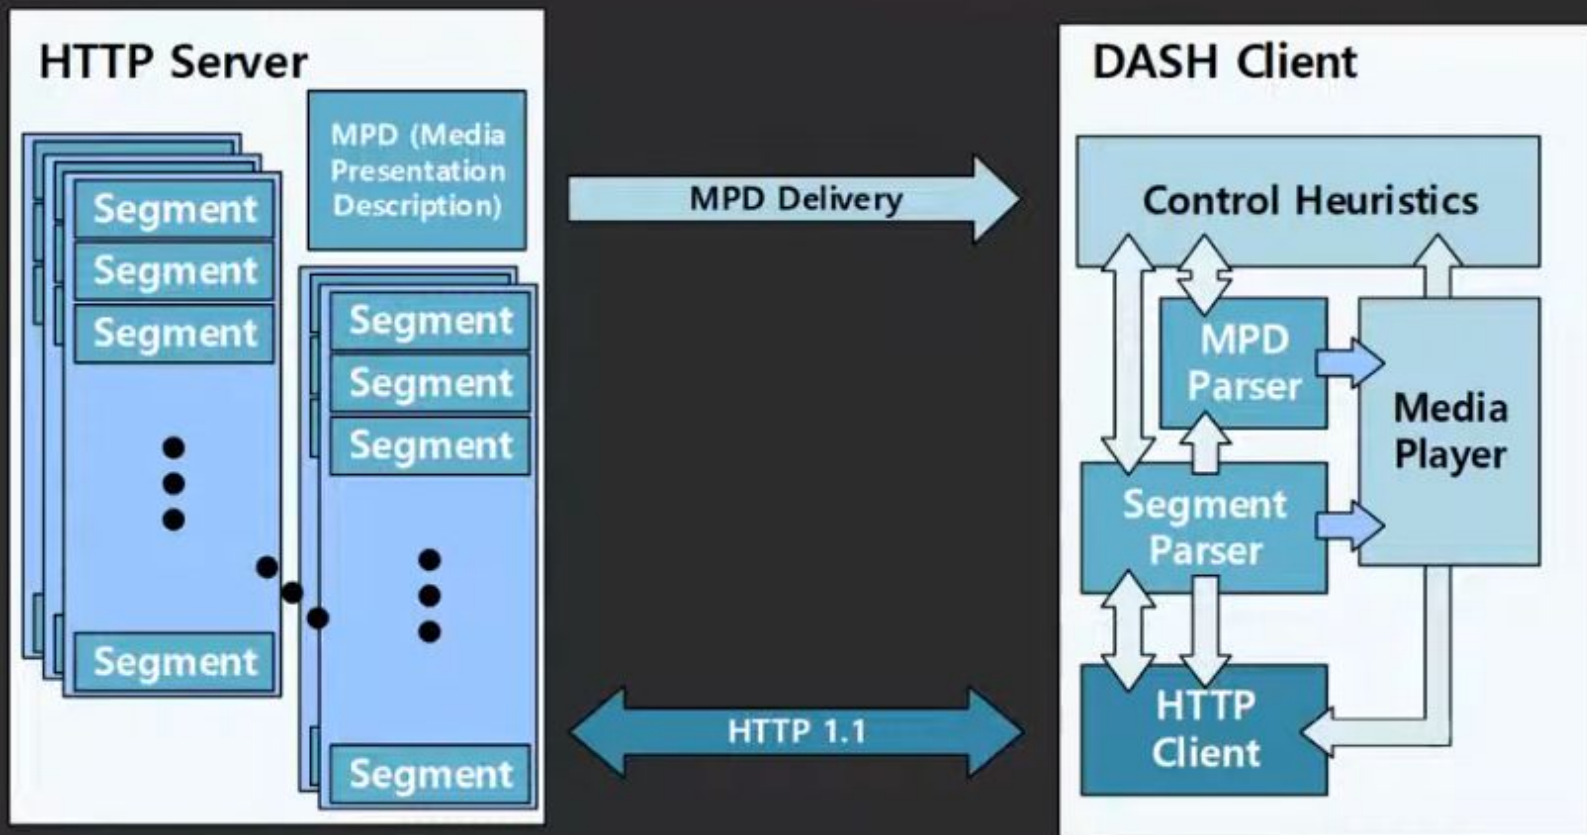 HTTP Server
MPD (Media
Presentation
Description)
Segment
Segment
Segment
Segment
Segment
Segment
Segment
Segment
MPD Delivery
HTTP 1.1
DASH Client
Control Heuristics
MPD
Parser
Media
Player
Segment
Parser
HTTP
Client